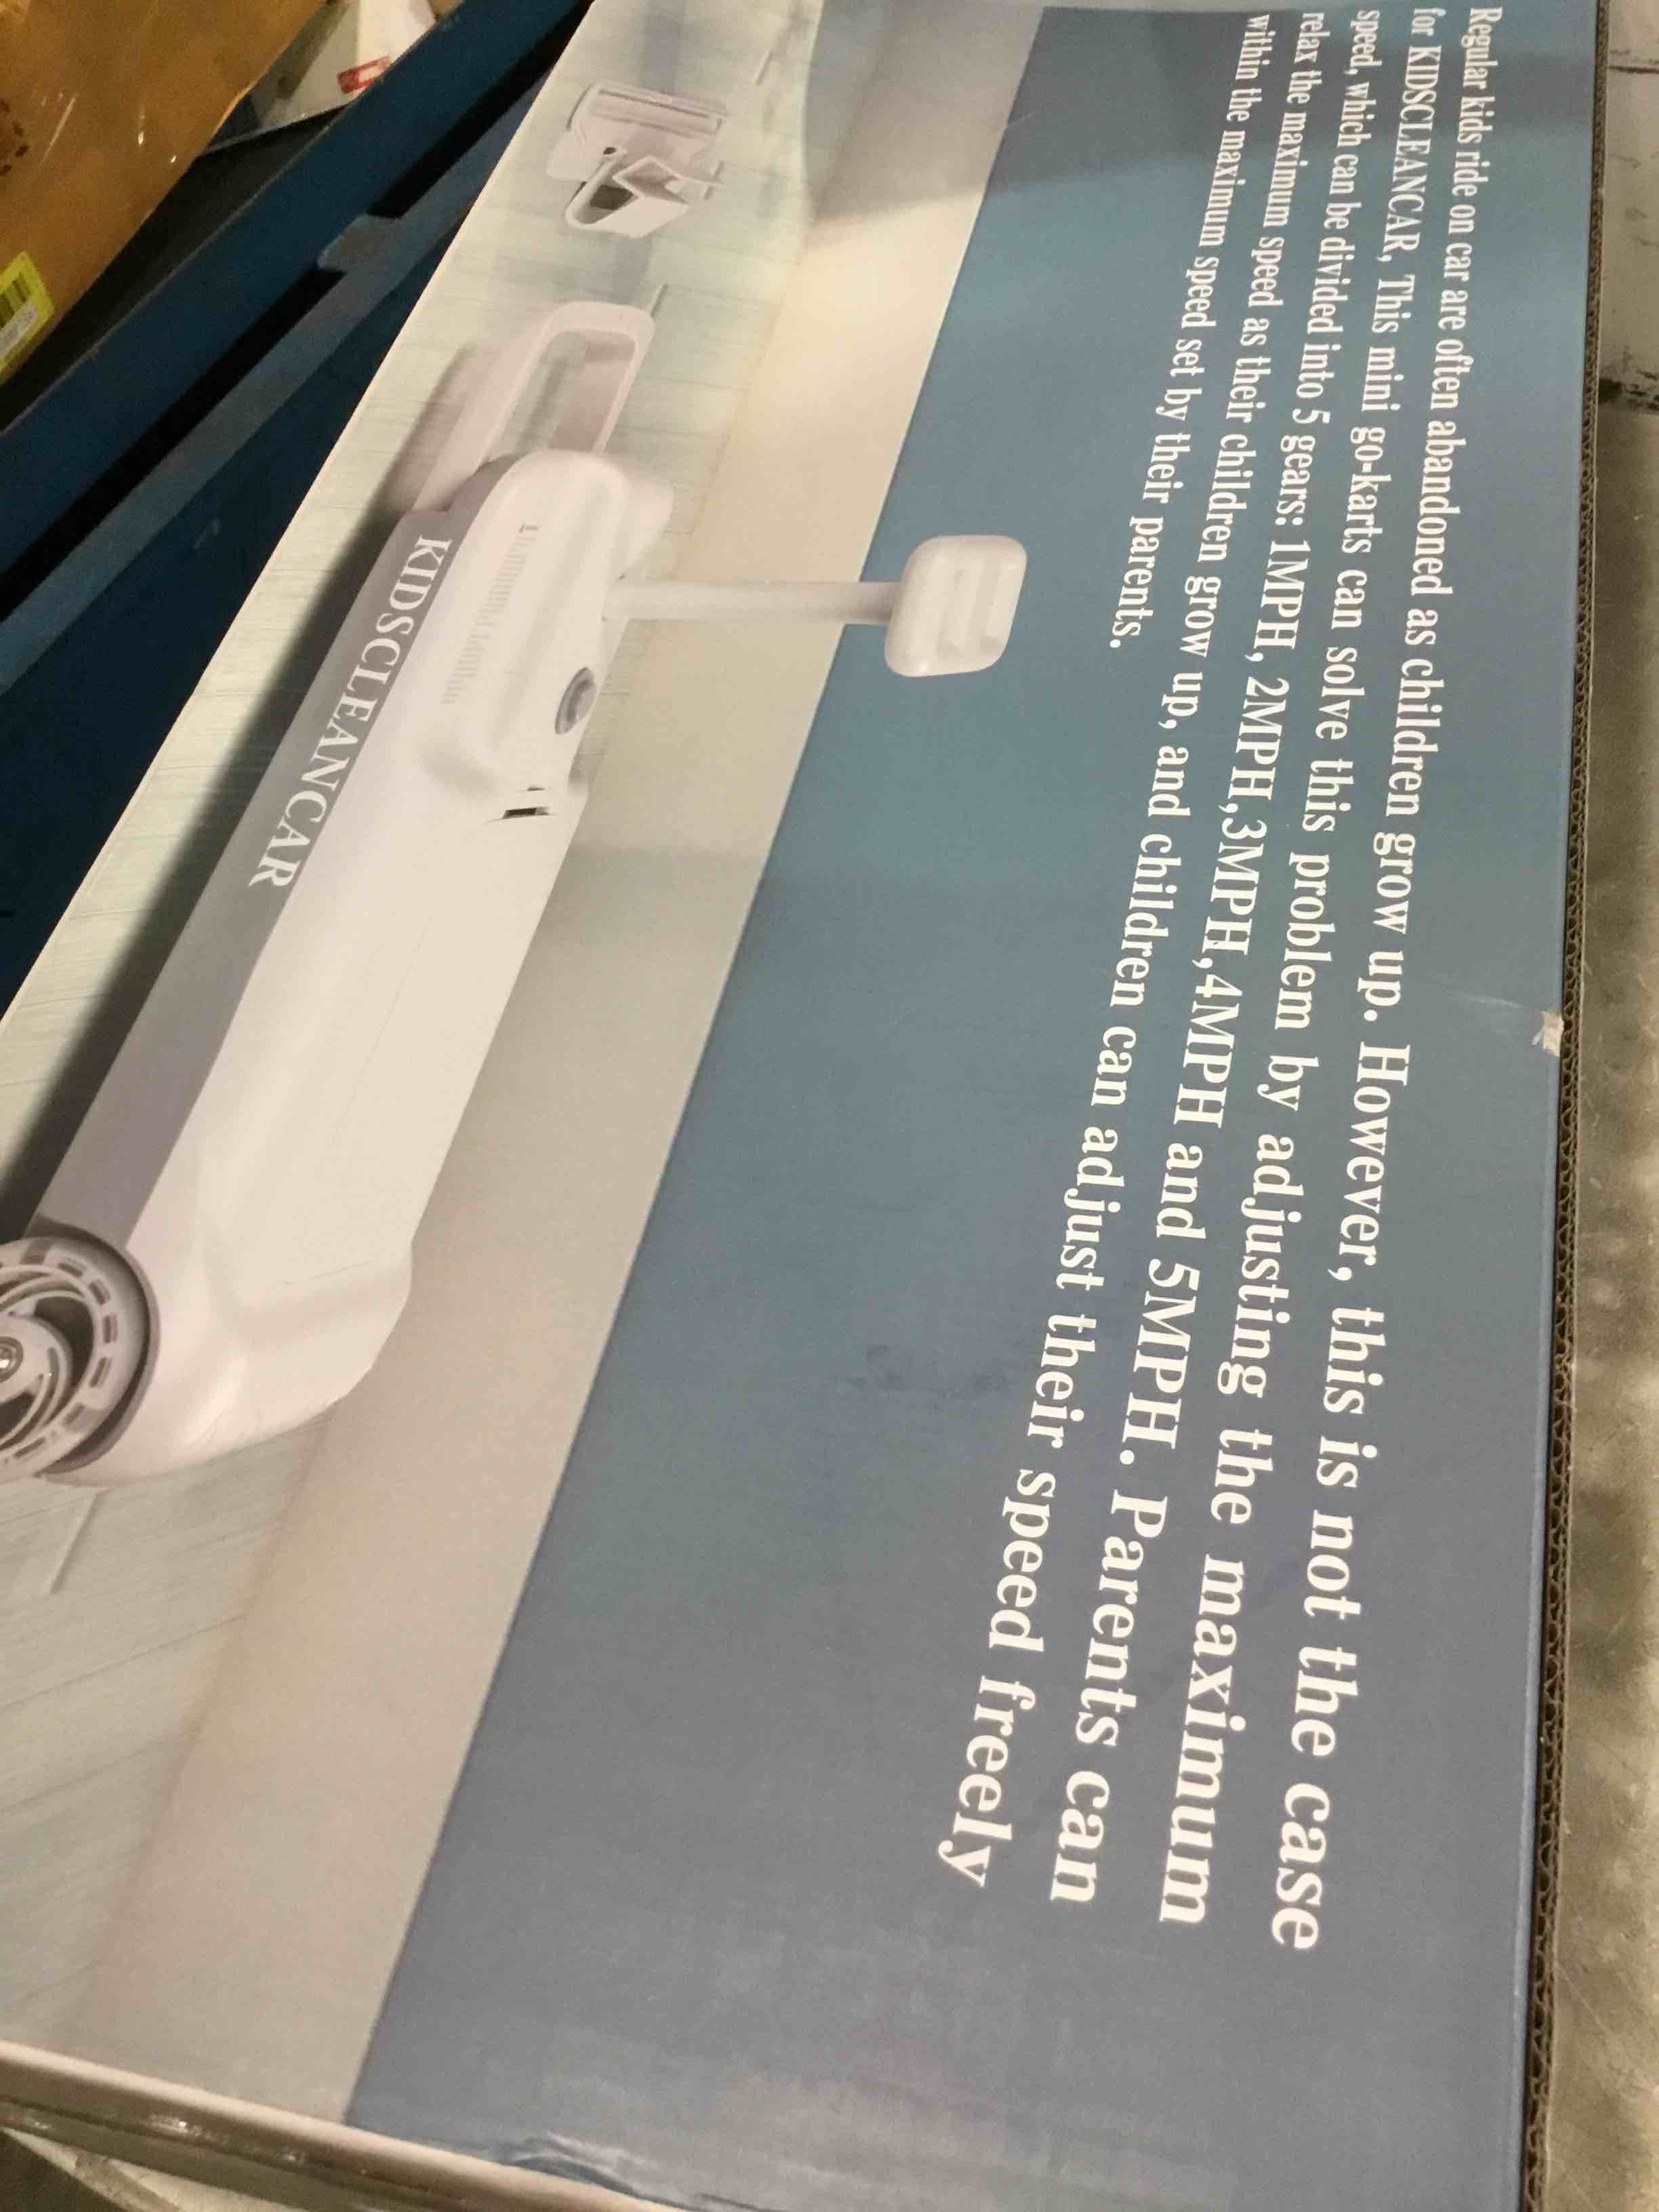 Regular kids ride on car are often abandoned as children grow up. However, this is not the case
for KIDSCLEANCAR, This mini go-karts can solve this problem by adjusting the maximum
speed, which can be divided into 5 gears: 1MPH, 2MPH,3MPH,4MPH and 5MPH. Parents can
relax the maximum speed as their children grow up, and children can adjust their speed freely
within the maximum speed set by their parents.
KIDSCLEANCAR